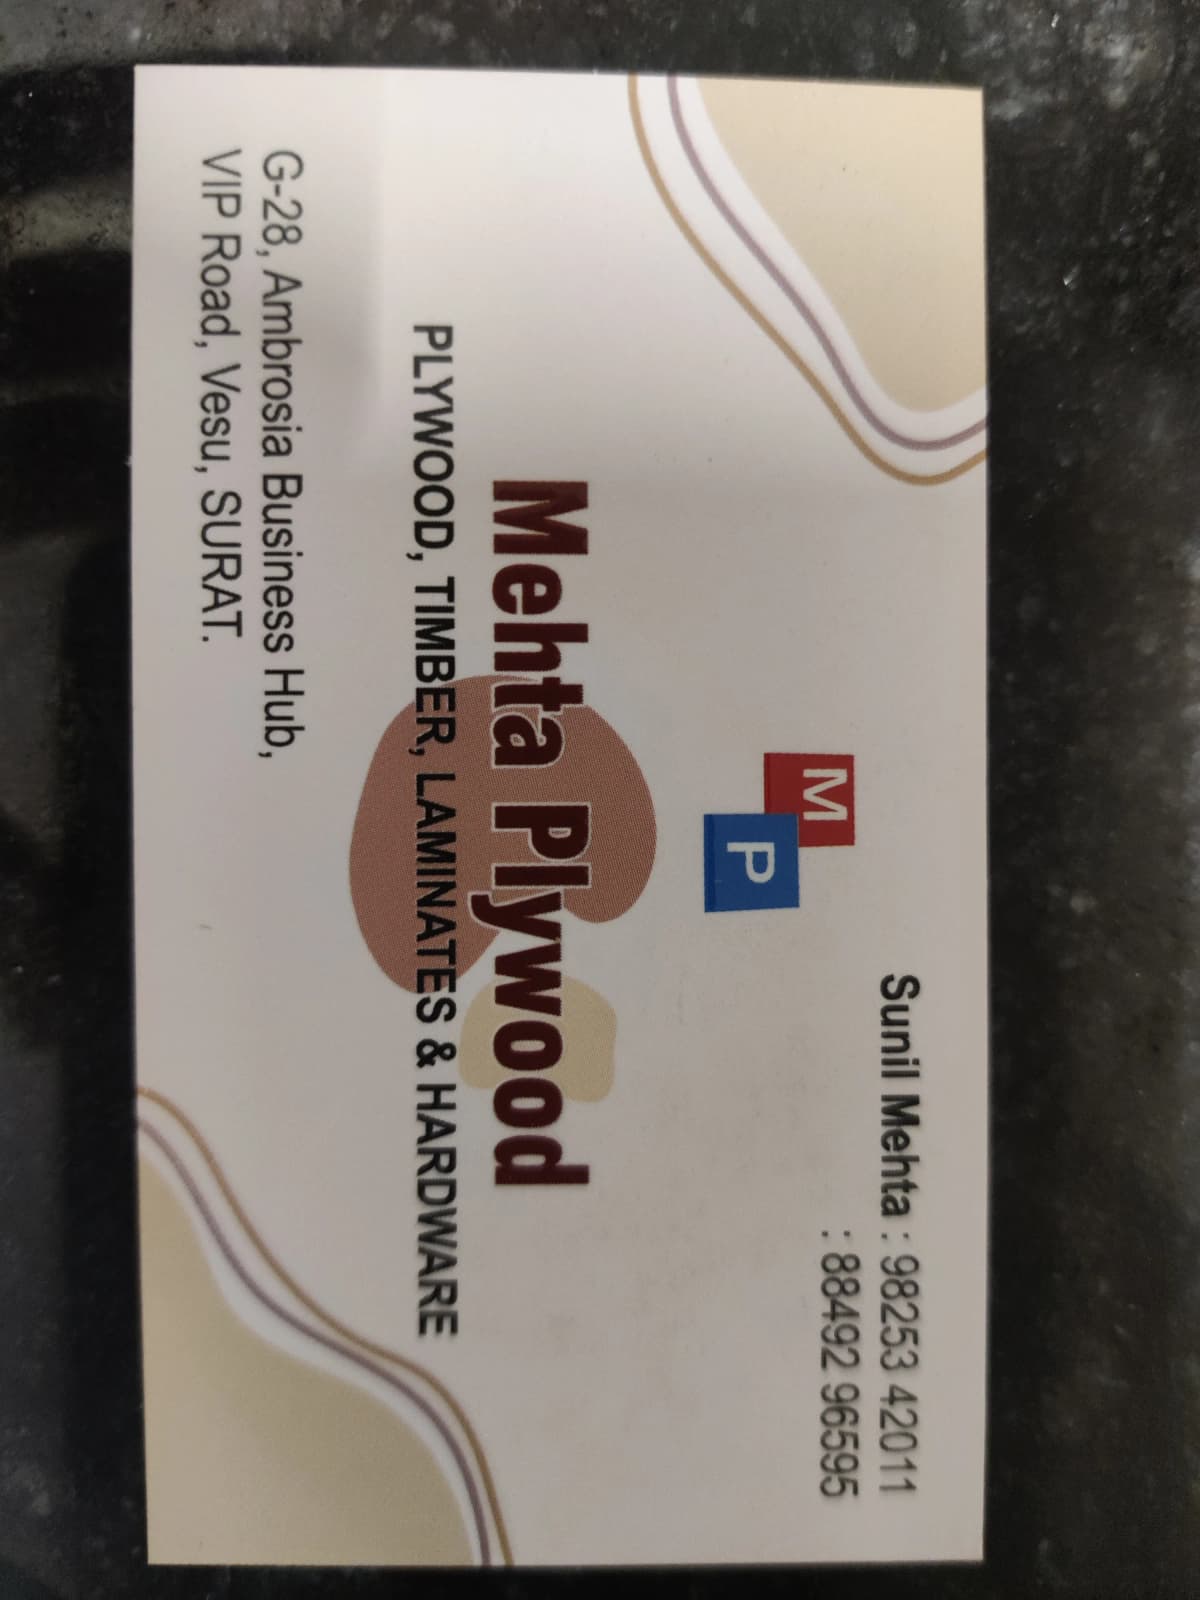 Sunil Mehta : 98253 42011
: 88492 96595
M
P
Mehta Plywood
PLYWOOD, TIMBER, LAMINATES & HARDWARE
G-28, Ambrosia Business Hub,
VIP Road, Vesu, SURAT.